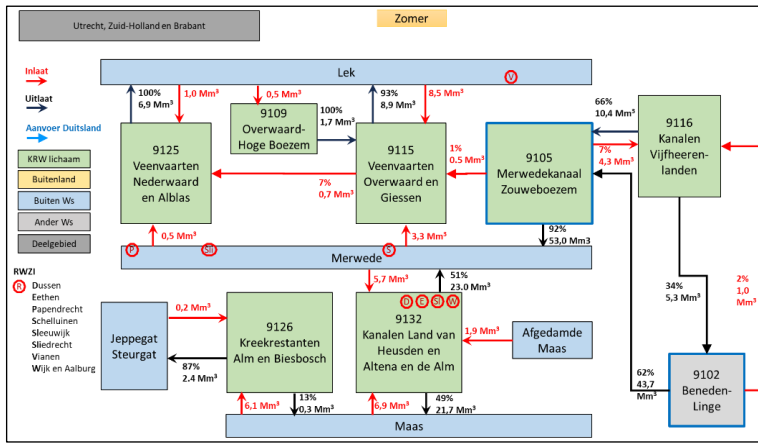 Utrecht, Zuid-Holland en Brabant
Zomer
Inlaat
Uitlaat
Aanvoer Duitsland
KRW lichaam
Buitenland
Buiten Ws
Ander Ws
Deelgebied
RWZI
R
Dussen
Eethen
Papendrecht
Schelluinen
Sleeuwijk
Sliedrecht
Vianen
Wijk en Aalburg
Lek
V
100%
6,9 Mm³
1,0 Mm³
0,5 Mm³
93%
8,9 Mm³
8,5 Mm³
9109
Overwaard-
Hoge Boezem
100%
1,7 Mm³
9125
Veenvaarten
Nederwaard
en Alblas
9115
Veenvaarten
Overwaard en
Giessen
7%
0,7 Mm³
1%
0.5 Mm³
9105
Merwedekanaal
Zouweboezem
66%
10,4 Mm³
7%
4,3 Mm³
9116
Kanalen
Vijfheeren-
landen
0,5 Mm³
3,3 Mm³
92%
53,0 Mm3
P
Sli
S
Merwede
5,7 Mm³
51%
23.0 Mm³
34%
5,3 Mm³
2%
1,0
Mm³
Jeppegat
Steurgat
0,2 Mm³
87%
2.4 Mm³
9126
Kreekrestanten
Alm en Biesbosch
D
E
Sl
W
9132
Kanalen Land van
Heusden en
Altena en de Alm
1,9 Mm³
Afgedamde
Maas
62%
43,7
Mm³
9102
Beneden-
Linge
6,1 Mm³
13%
0,3 Mm³
6,9 Mm³
49%
21,7 Mm³
Maas